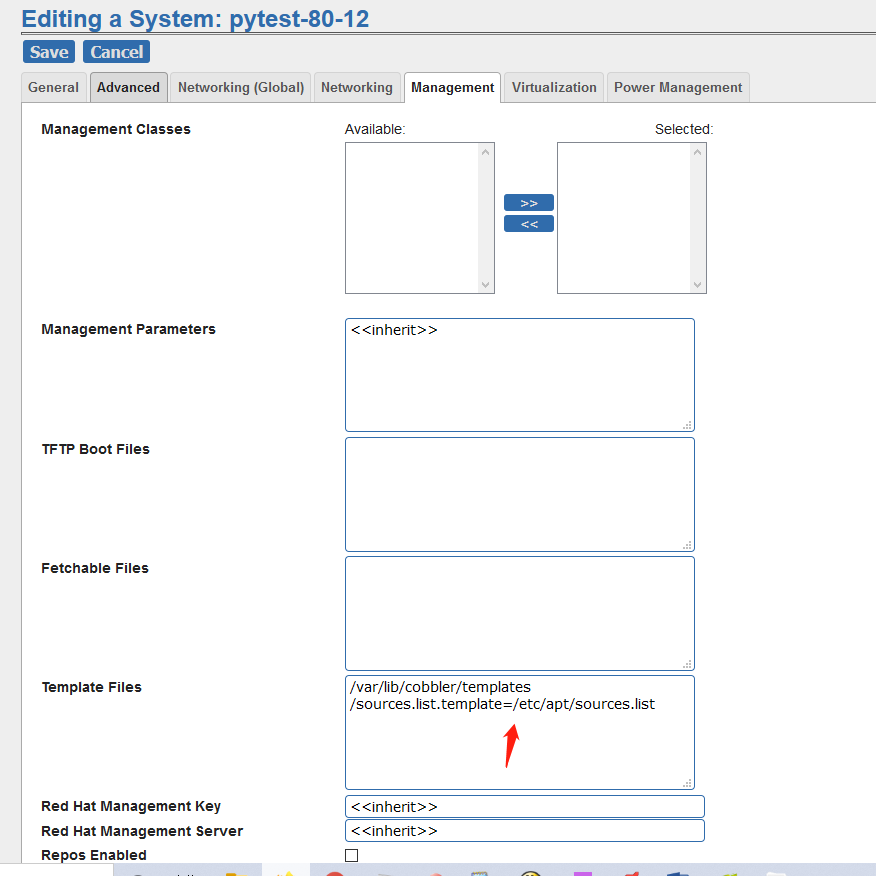 Editing a System: pytest-80-12
Save Cancel
General Advanced Networking (Global) Networking Management Virtualization Power Management
Management Classes Available: Selected:
>>
<<
Management Parameters <<inherit>>
TFTP Boot Files
Fetchable Files
Template Files /var/lib/cobbler/templates
/sources.list.template=/etc/apt/sources.list
Red Hat Management Key <<inherit>>
Red Hat Management Server <<inherit>>
Repos Enabled